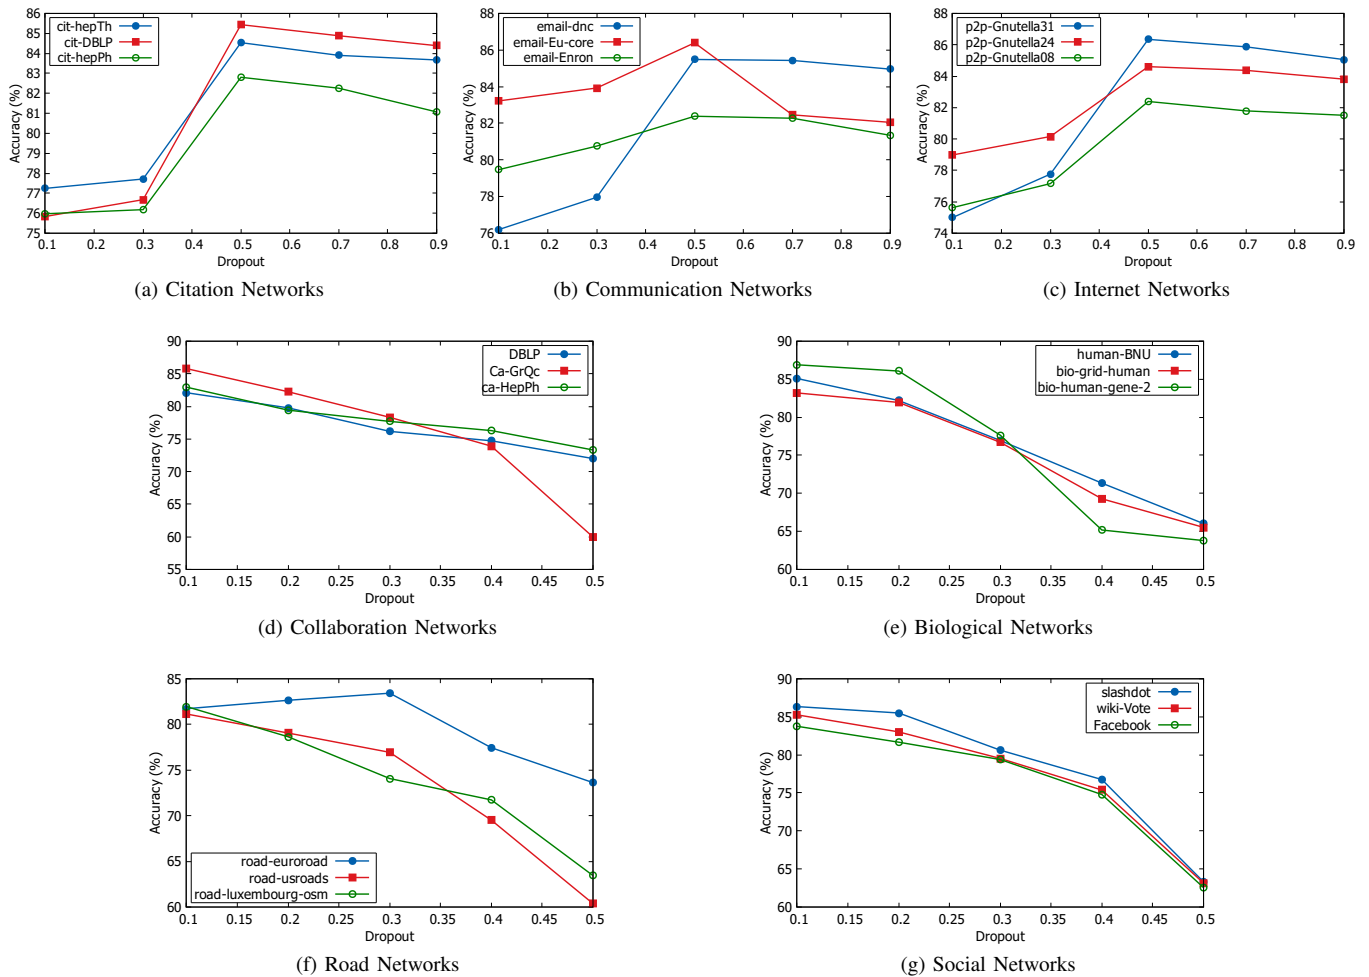 cit-hepTh
cit-DBLP
cit-hepPh
Accuracy (%)
86
85
84
83
82
81
80
79
78
77
76
75
0.1 0.2 0.3 0.4 0.5 0.6 0.7 0.8 0.9
Dropout
(a) Citation Networks
email-dnc
email-Eu-core
email-Enron
Accuracy (%)
88
86
84
82
80
78
76
0.1 0.2 0.3 0.4 0.5 0.6 0.7 0.8 0.9
Dropout
(b) Communication Networks
p2p-Gnutella31
p2p-Gnutella24
p2p-Gnutella08
Accuracy (%)
88
86
84
82
80
78
76
74
0.1 0.2 0.3 0.4 0.5 0.6 0.7 0.8 0.9
Dropout
(c) Internet Networks
DBLP
Ca-GrQc
ca-HepPh
Accuracy (%)
90
85
80
75
70
65
60
55
0.1 0.15 0.2 0.25 0.3 0.35 0.4 0.45 0.5
Dropout
(d) Collaboration Networks
human-BNU
bio-grid-human
bio-human-gene-2
Accuracy (%)
90
85
80
75
70
65
60
0.1 0.15 0.2 0.25 0.3 0.35 0.4 0.45 0.5
Dropout
(e) Biological Networks
road-euroroad
road-usroads
road-luxembourg-osm
Accuracy (%)
85
80
75
70
65
60
0.1 0.15 0.2 0.25 0.3 0.35 0.4 0.45 0.5
Dropout
(f) Road Networks
slashdot
wiki-Vote
Facebook
Accuracy (%)
90
85
80
75
70
65
60
0.1 0.15 0.2 0.25 0.3 0.35 0.4 0.45 0.5
Dropout
(g) Social Networks